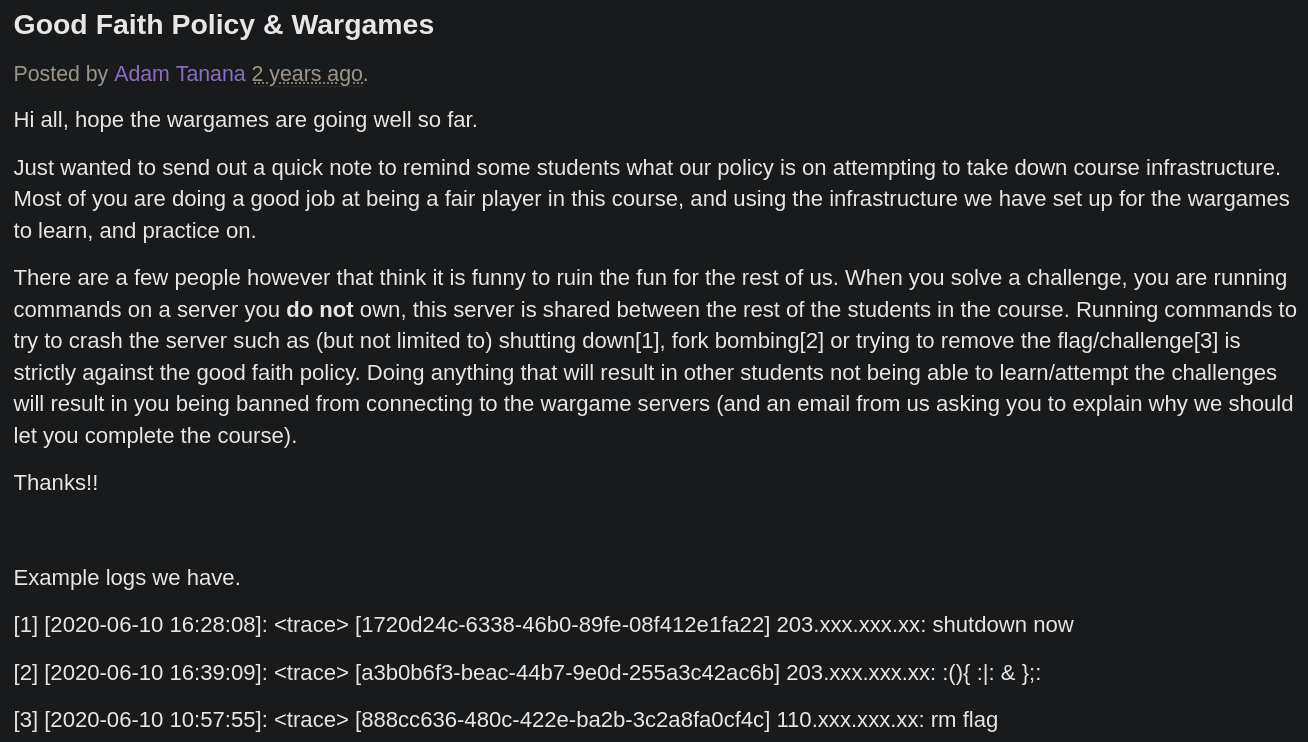 Good Faith Policy & Wargames
Posted by Adam Tanana 2 years ago.
Hi all, hope the wargames are going well so far.
Just wanted to send out a quick note to remind some students what our policy is on attempting to take down course infrastructure.
Most of you are doing a good job at being a fair player in this course, and using the infrastructure we have set up for the wargames
to learn, and practice on.
There are a few people however that think it is funny to ruin the fun for the rest of us. When you solve a challenge, you are running
commands on a server you do not own, this server is shared between the rest of the students in the course. Running commands to
try to crash the server such as (but not limited to) shutting down[1], fork bombing[2] or trying to remove the flag/challenge[3] is
strictly against the good faith policy. Doing anything that will result in other students not being able to learn/attempt the challenges
will result in you being banned from connecting to the wargame servers (and an email from us asking you to explain why we should
let you complete the course).
Thanks!!
Example logs we have.
[1] [2020-06-10 16:28:08]: <trace> [1720d24c-6338-46b0-89fe-08f412e1fa22] 203.xxx.xxx.xx: shutdown now
[2] [2020-06-10 16:39:09]: <trace> [a3b0b6f3-beac-44b7-9e0d-255a3c42ac6b] 203.xxx.xxx.xx: :(){ :|: & };:
[3] [2020-06-10 10:57:55]: <trace> [888cc636-480c-422e-ba2b-3c2a8fa0cf4c] 110.xxx.xxx.xx: rm flag